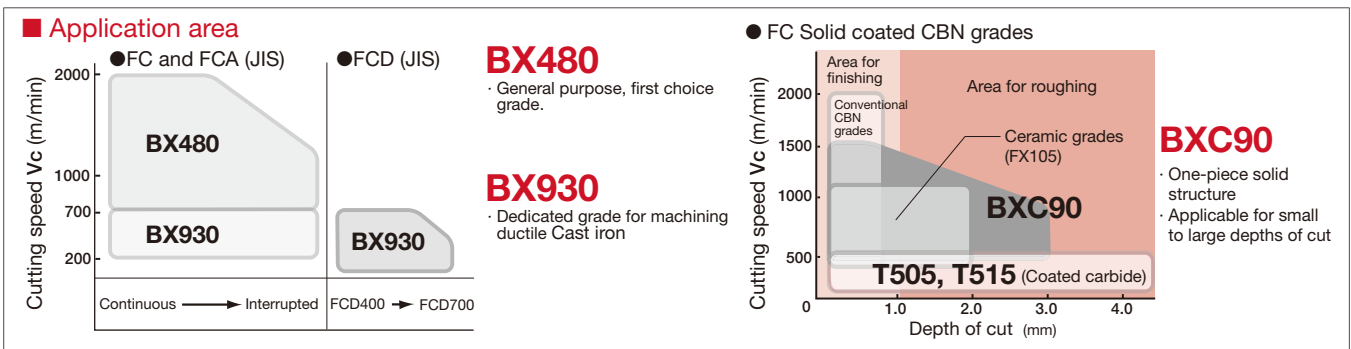 ■ Application area
●FC and FCA (JIS)
●FCD (JIS)
Cutting speed Vc (m/min)
2000
1000
700
200
BX480
BX930
BX930
Continuous → Interrupted
FCD400 → FCD700
BX480
· General purpose, first choice
grade.
BX930
· Dedicated grade for machining
ductile Cast iron
● FC Solid coated CBN grades
Cutting speed Vc (m/min)
2000
1500
1000
500
0
Area for
finishing
Area for roughing
Conventional
CBN
grades
Ceramic grades
(FX105)
BXC90
T505, T515 (Coated carbide)
1.0
2.0
3.0
4.0
Depth of cut (mm)
BXC90
· One-piece solid
structure
· Applicable for small
to large depths of cut